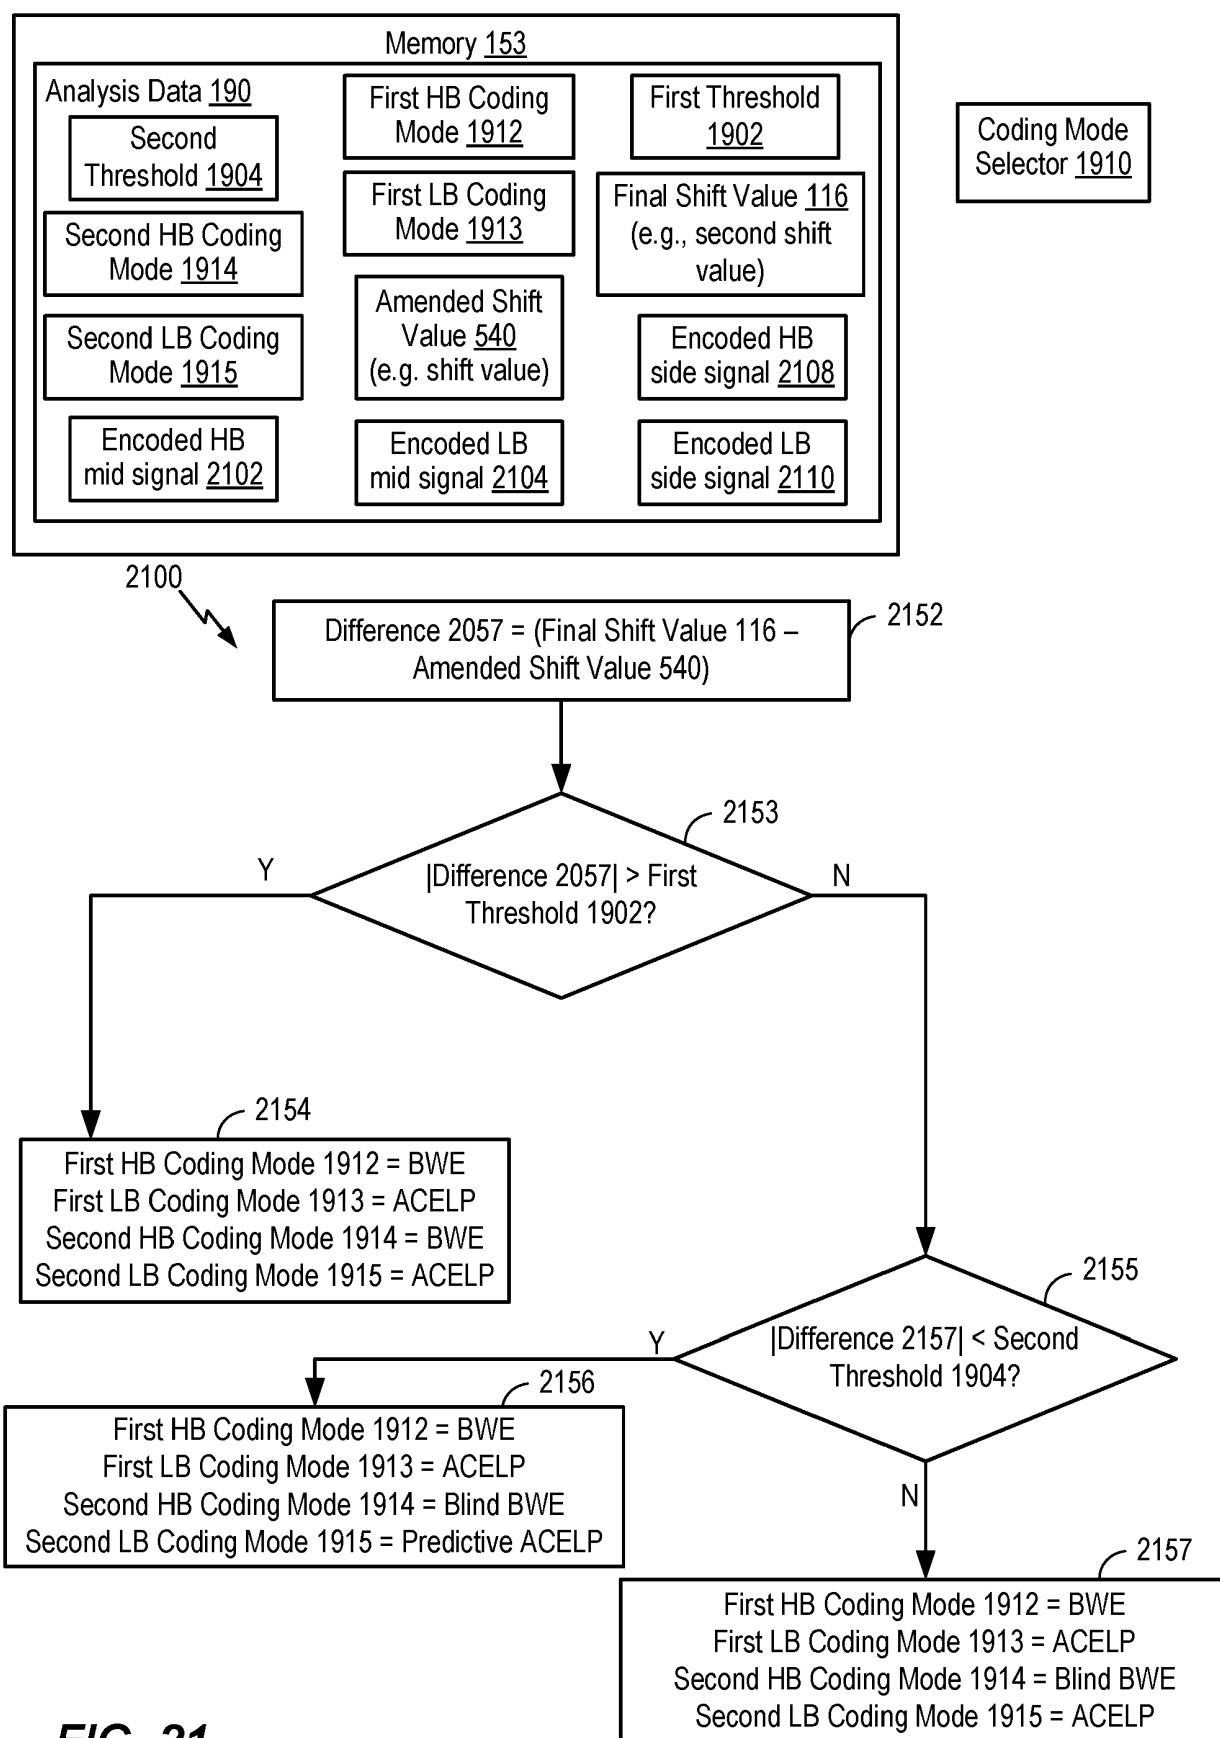 Memory 153
Analysis Data 190
Second
Threshold 1904
First HB Coding
Mode 1912
First Threshold
1902
Coding Mode
Selector 1910
Second HB Coding
Mode 1914
First LB Coding
Mode 1913
Final Shift Value 116
(e.g., second shift
value)
Second LB Coding
Mode 1915
Amended Shift
Value 540
(e.g. shift value)
Encoded HB
side signal 2108
Encoded HB
mid signal 2102
Encoded LB
mid signal 2104
Encoded LB
side signal 2110
2100
Difference 2057 = (Final Shift Value 116 –
Amended Shift Value 540)
2152
2153
|Difference 2057| > First
Threshold 1902?
Y
N
2154
First HB Coding Mode 1912 = BWE
First LB Coding Mode 1913 = ACELP
Second HB Coding Mode 1914 = BWE
Second LB Coding Mode 1915 = ACELP
2155
|Difference 2157| < Second
Threshold 1904?
Y
N
2156
First HB Coding Mode 1912 = BWE
First LB Coding Mode 1913 = ACELP
Second HB Coding Mode 1914 = Blind BWE
Second LB Coding Mode 1915 = Predictive ACELP
2157
First HB Coding Mode 1912 = BWE
First LB Coding Mode 1913 = ACELP
Second HB Coding Mode 1914 = Blind BWE
Second LB Coding Mode 1915 = ACELP
FIG. 21